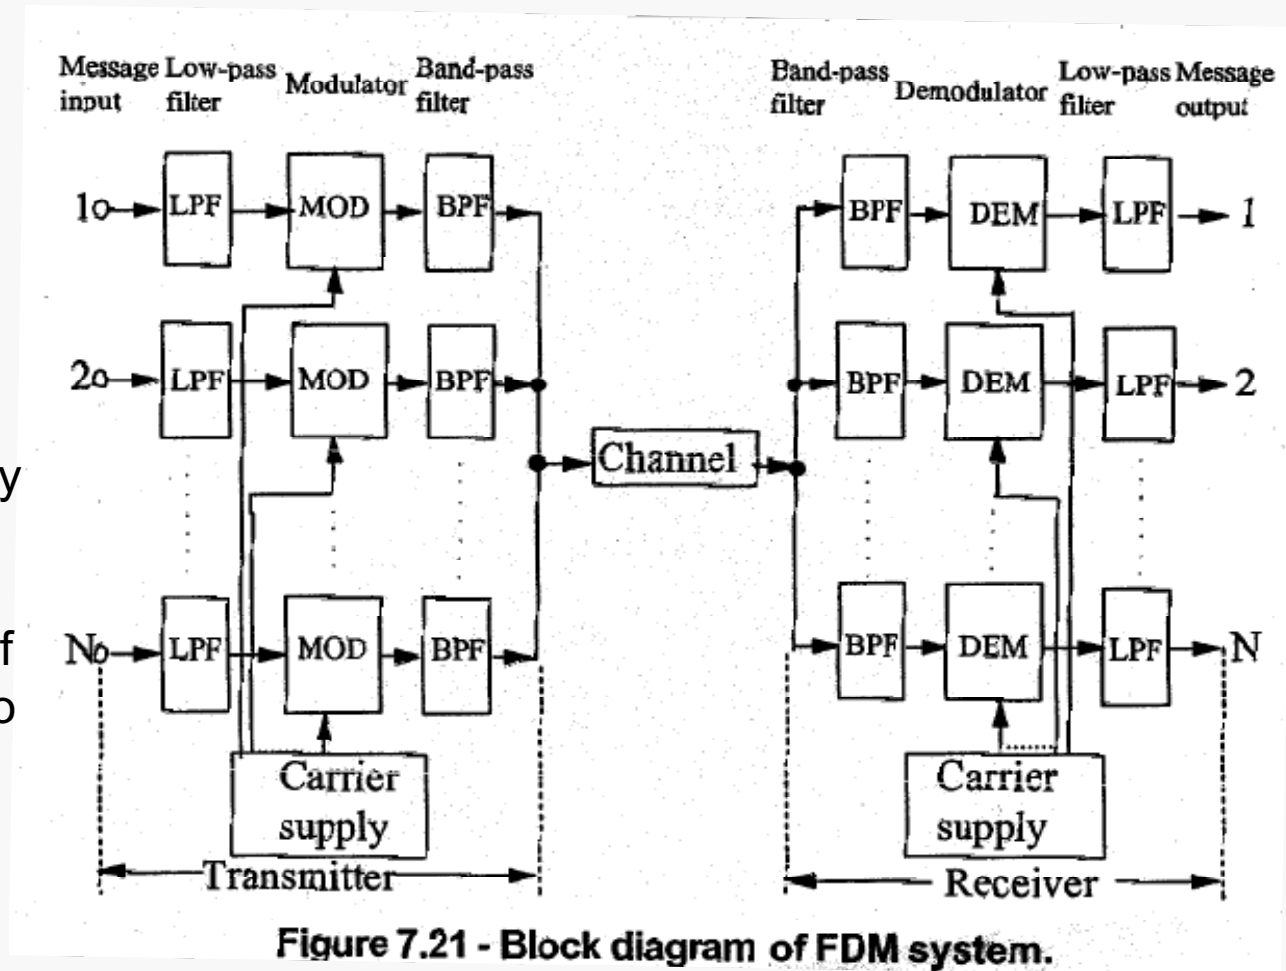 Message input
Low-pass filter
Modulator
Band-pass filter
Band-pass filter
Demodulator
Low-pass filter
Message output
1 LPF MOD BPF
BPF DEM LPF 1
2 LPF MOD BPF
BPF DEM LPF 2
y
Channel
f
N LPF MOD BPF
BPF DEM LPF N
o
Carrier
supply
Carrier
supply
Transmitter
Receiver
Figure 7.21 - Block diagram of FDM system.